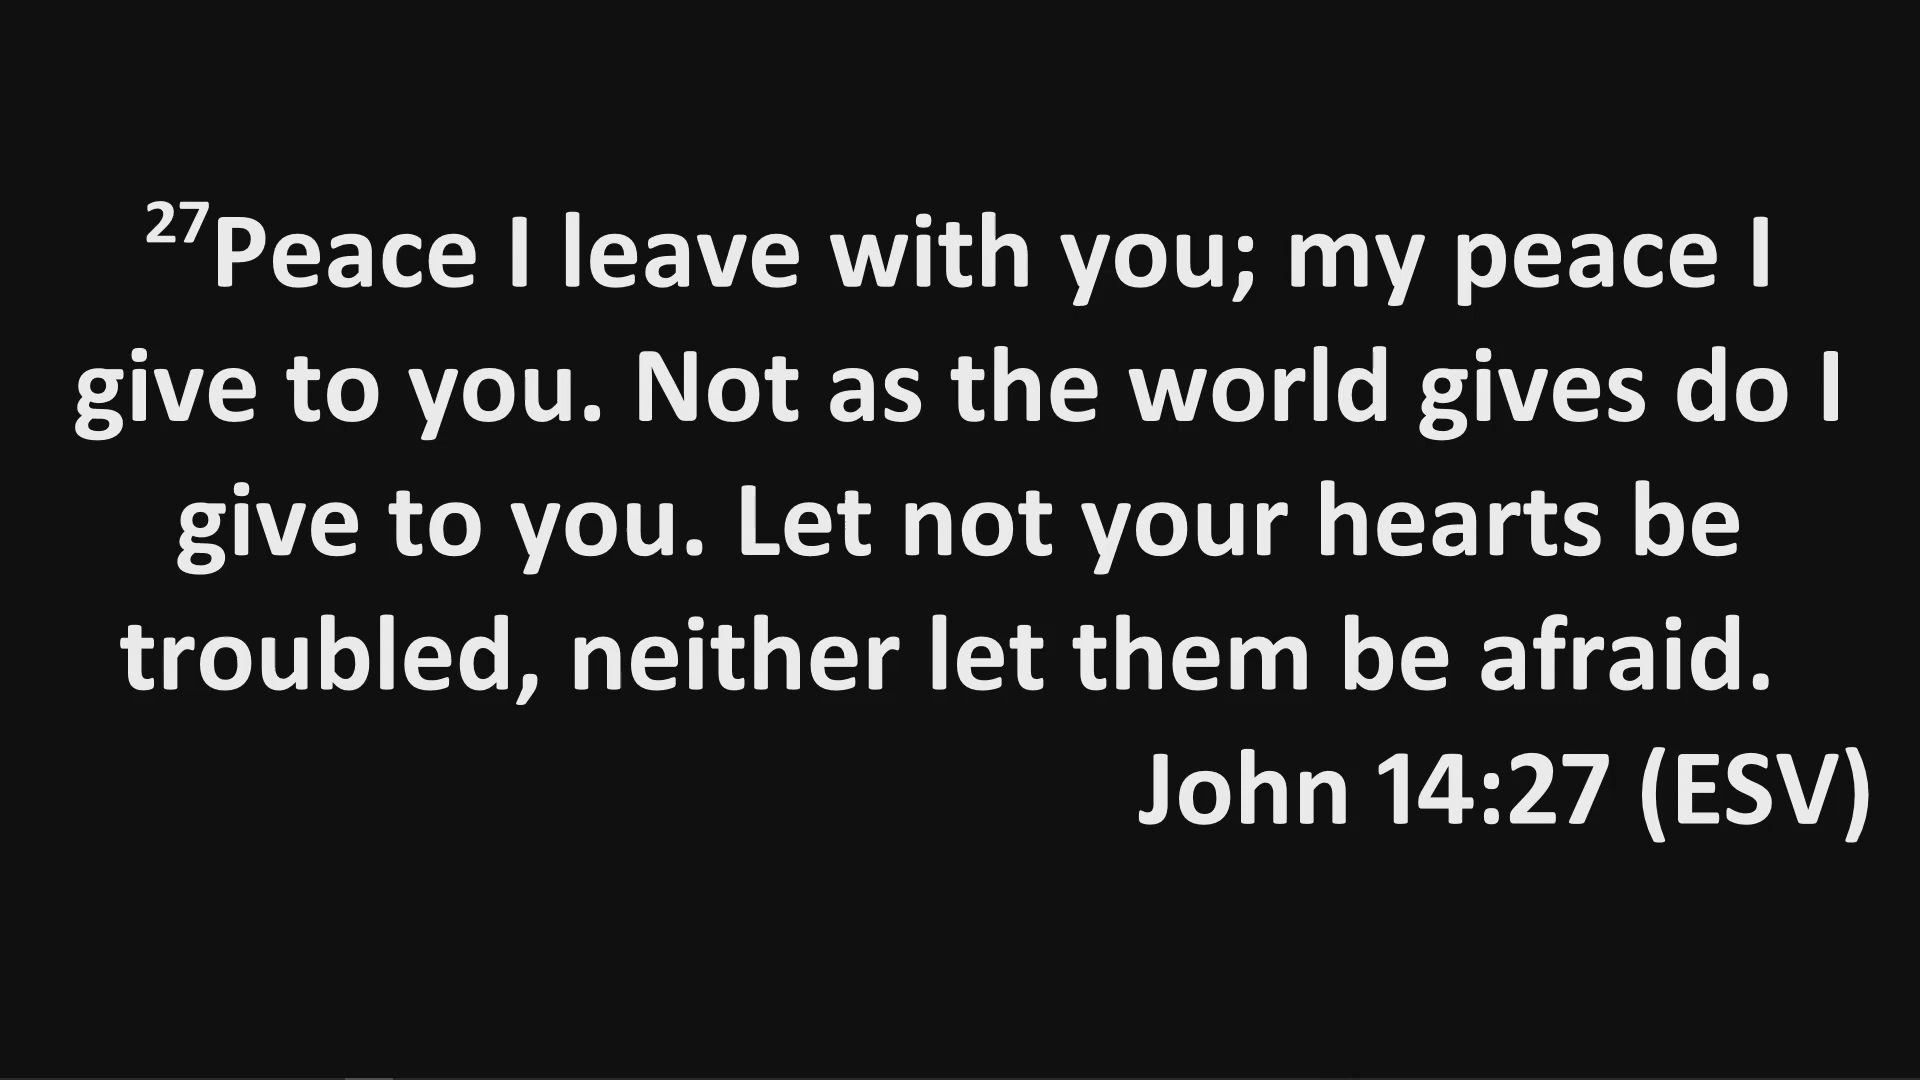 ²⁷Peace I leave with you; my peace I
give to you. Not as the world gives do I
give to you. Let not your hearts be
troubled, neither let them be afraid.
John 14:27 (ESV)